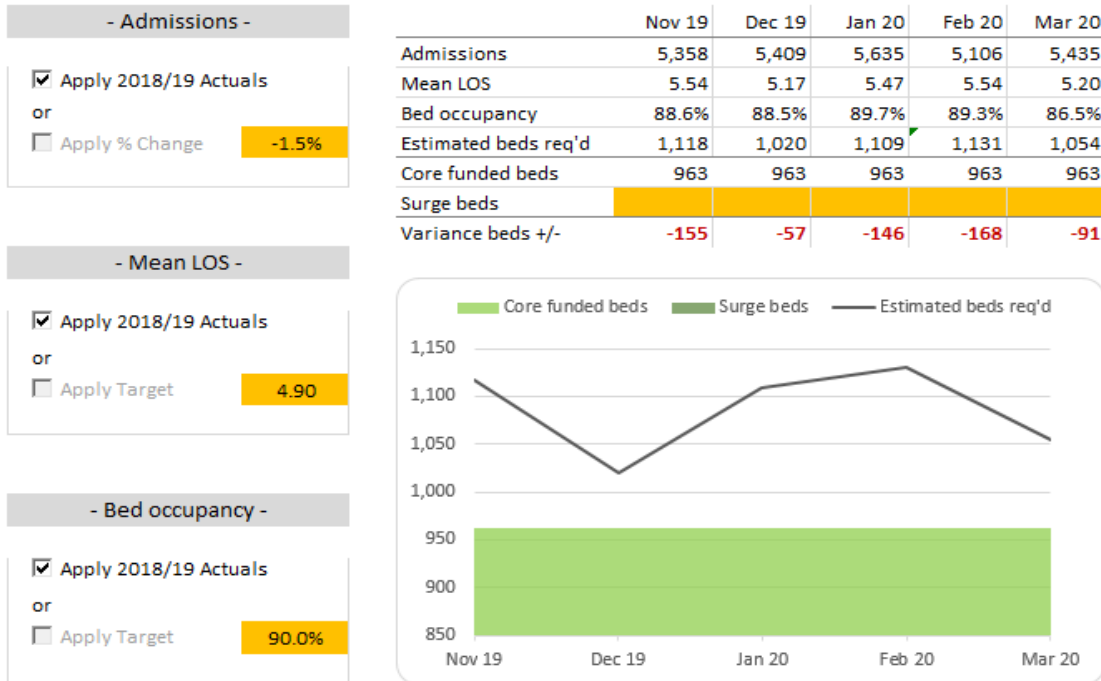 - Admissions -
Apply 2018/19 Actuals
or
Apply % Change -1.5%
- Mean LOS -
Apply 2018/19 Actuals
or
Apply Target 4.90
- Bed occupancy -
Apply 2018/19 Actuals
or
Apply Target 90.0%
Nov 19 Dec 19 Jan 20 Feb 20 Mar 20
Admissions 5,358 5,409 5,635 5,106 5,435
Mean LOS 5.54 5.17 5.47 5.54 5.20
Bed occupancy 88.6% 88.5% 89.7% 89.3% 86.5%
Estimated beds req'd 1,118 1,020 1,109 1,131 1,054
Core funded beds 963 963 963 963 963
Surge beds
Variance beds +/- -155 -57 -146 -168 -91
Core funded beds Surge beds Estimated beds req'd
1,150
1,100
1,050
1,000
950
900
850
Nov 19 Dec 19 Jan 20 Feb 20 Mar 20